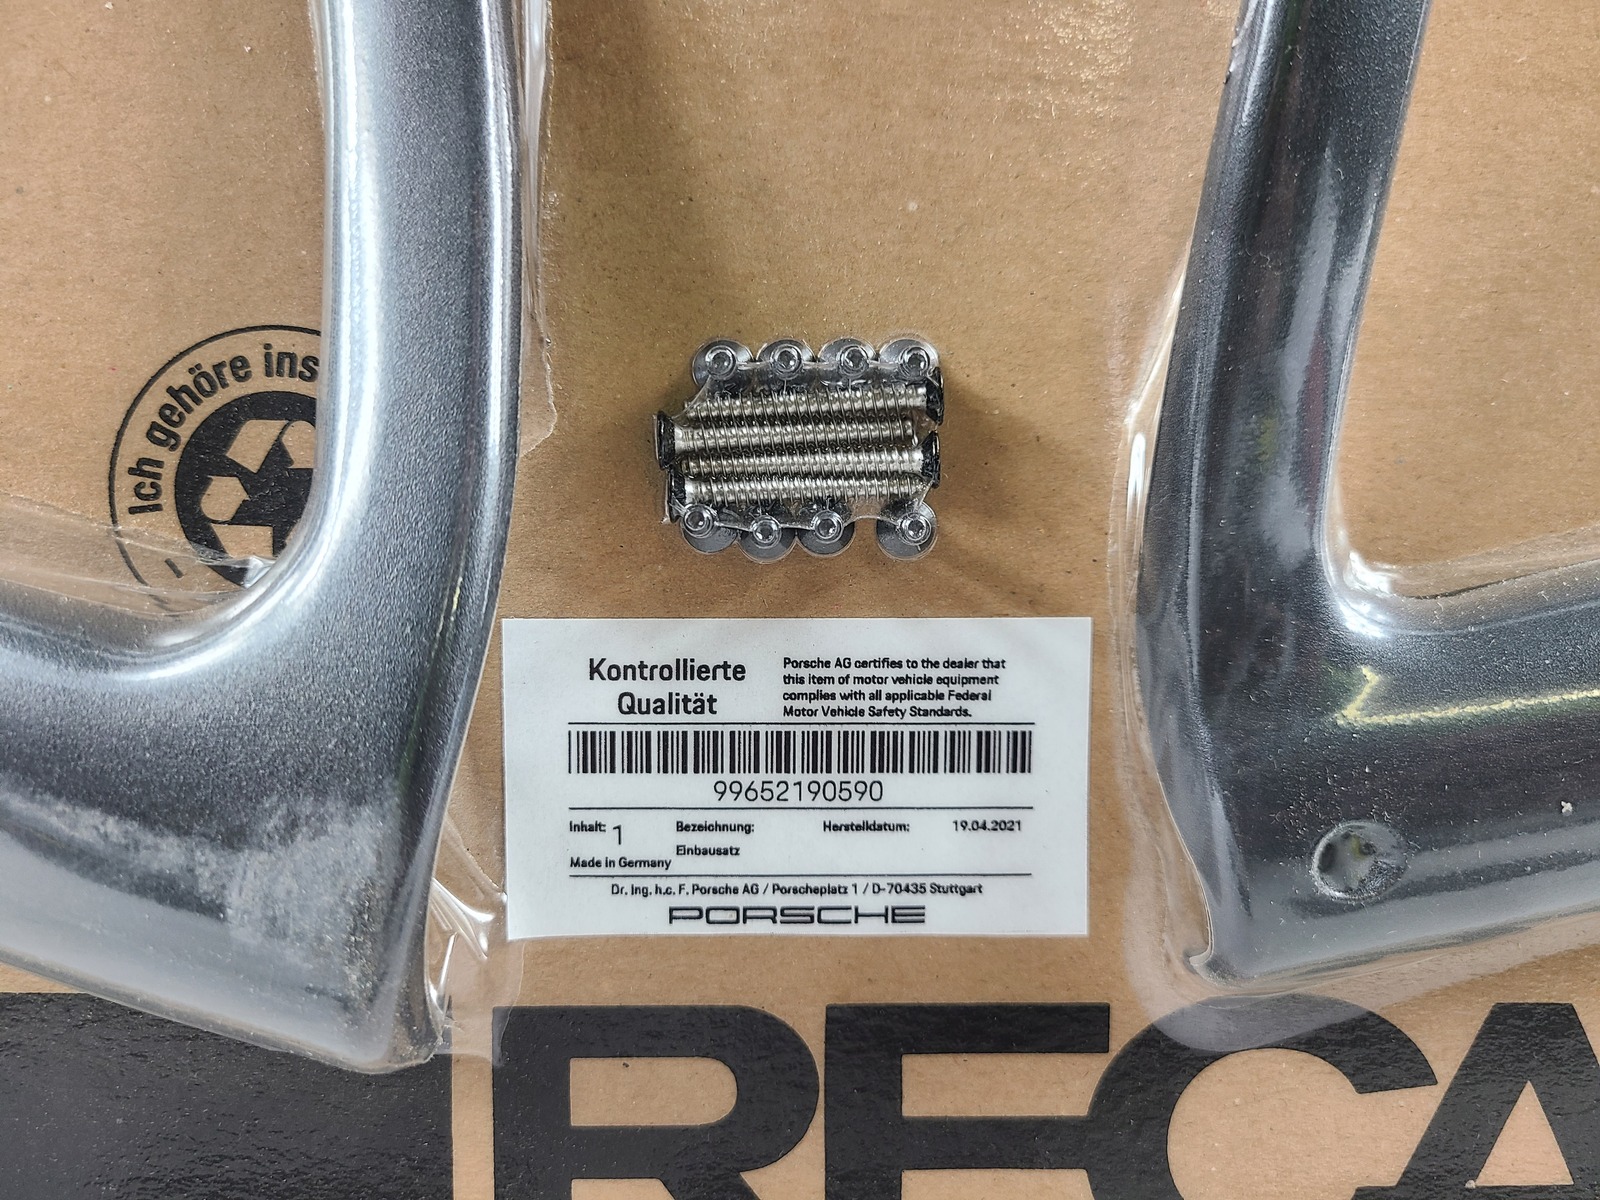 Ich gehöre ins
Kontrollierte
Qualität
Porsche AG certifies to the dealer that
this item of motor vehicle equipment
complies with all applicable Federal
Motor Vehicle Safety Standards.
99652190590
Inhalt: 1
Made in Germany
Bezeichnung:
Einbausatz
Herstelldatum: 19.04.2021
Dr. Ing. h.c. F. Porsche AG / Porscheplatz 1 / D-70435 Stuttgart
PORSCHE
RECA